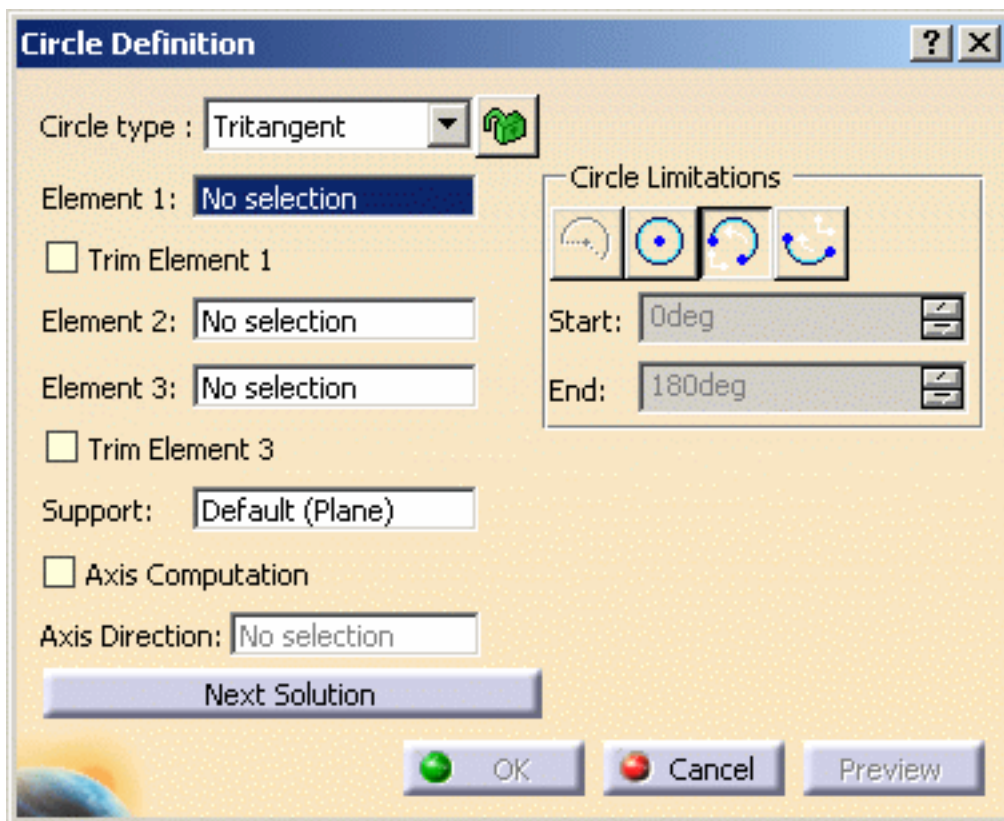 Circle Definition
Circle type : Tritangent
Element 1: No selection
Trim Element 1
Element 2: No selection
Element 3: No selection
Trim Element 3
Support: Default (Plane)
Axis Computation
Axis Direction: No selection
Next Solution
Circle Limitations
Start: 0deg
End: 180deg
OK Cancel Preview